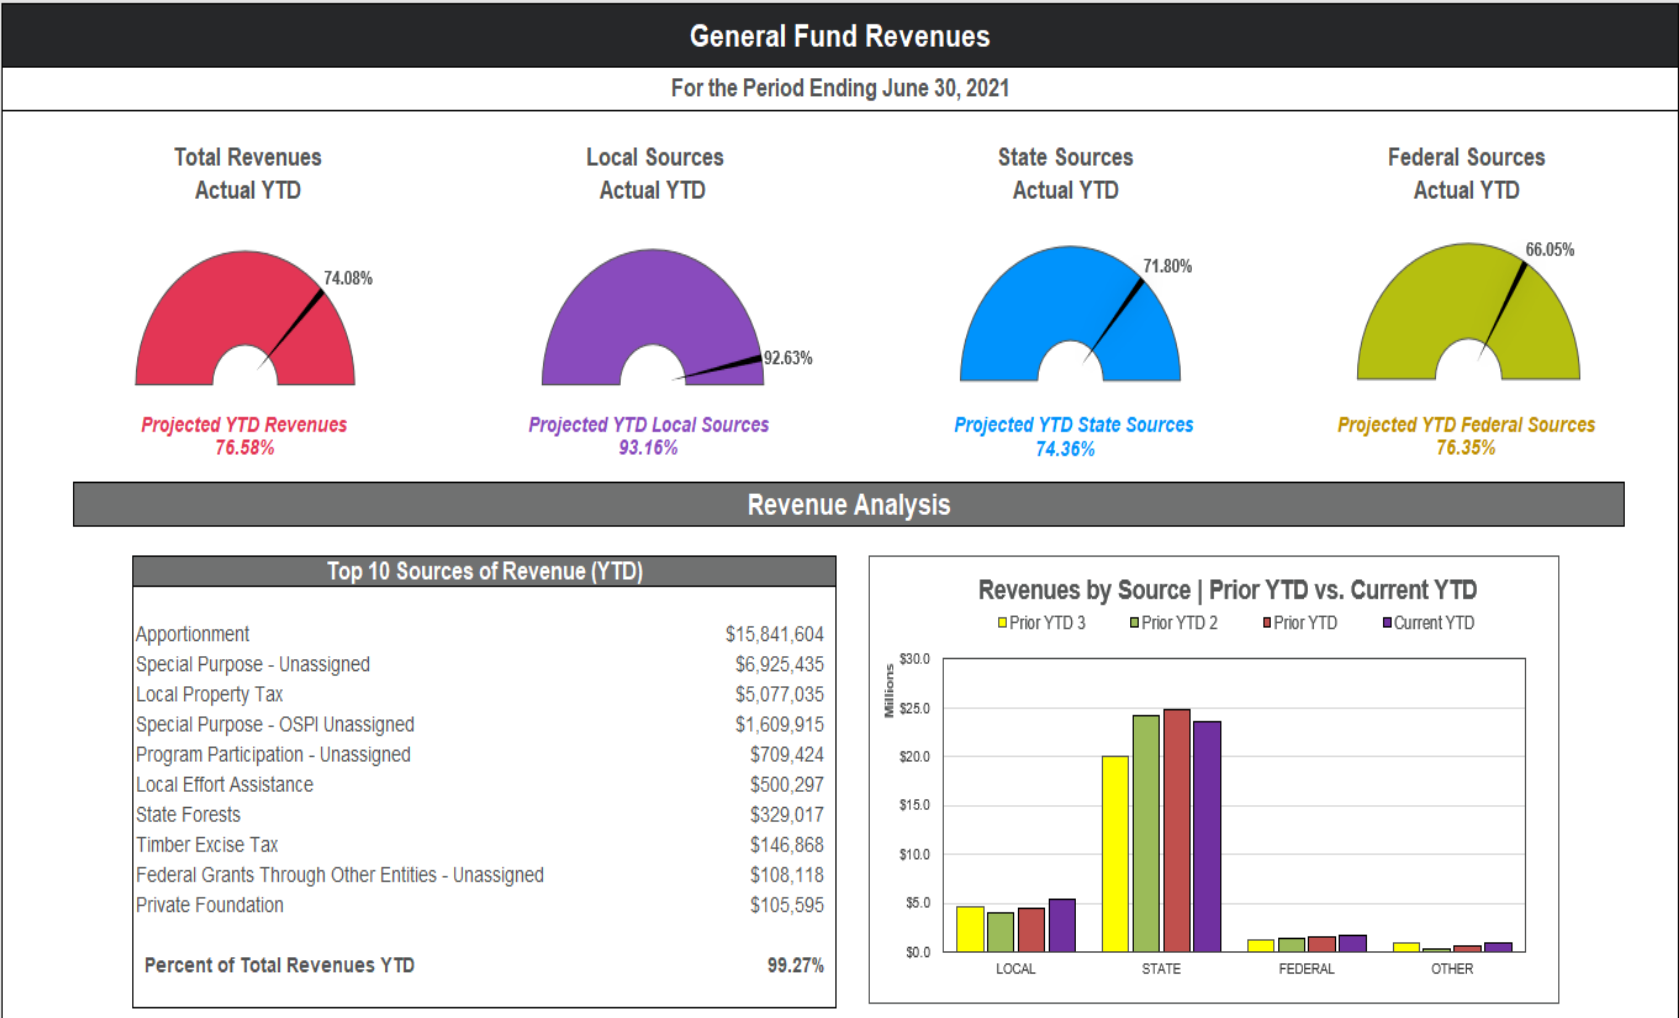 General Fund Revenues
For the Period Ending June 30, 2021
Total Revenues
Actual YTD
74.08%
Projected YTD Revenues
76.58%
Local Sources
Actual YTD
92.63%
Projected YTD Local Sources
93.16%
State Sources
Actual YTD
71.80%
Projected YTD State Sources
74.36%
Federal Sources
Actual YTD
66.05%
Projected YTD Federal Sources
76.35%
Revenue Analysis
Top 10 Sources of Revenue (YTD)
Apportionment $15,841,604
Special Purpose - Unassigned $6,925,435
Local Property Tax $5,077,035
Special Purpose - OSPI Unassigned $1,609,915
Program Participation - Unassigned $709,424
Local Effort Assistance $500,297
State Forests $329,017
Timber Excise Tax $146,868
Federal Grants Through Other Entities - Unassigned $108,118
Private Foundation $105,595
Percent of Total Revenues YTD 99.27%
Revenues by Source | Prior YTD vs. Current YTD
Prior YTD 3 Prior YTD 2 Prior YTD Current YTD
Millions
$30.0
$25.0
$20.0
$15.0
$10.0
$5.0
$0.0
LOCAL STATE FEDERAL OTHER